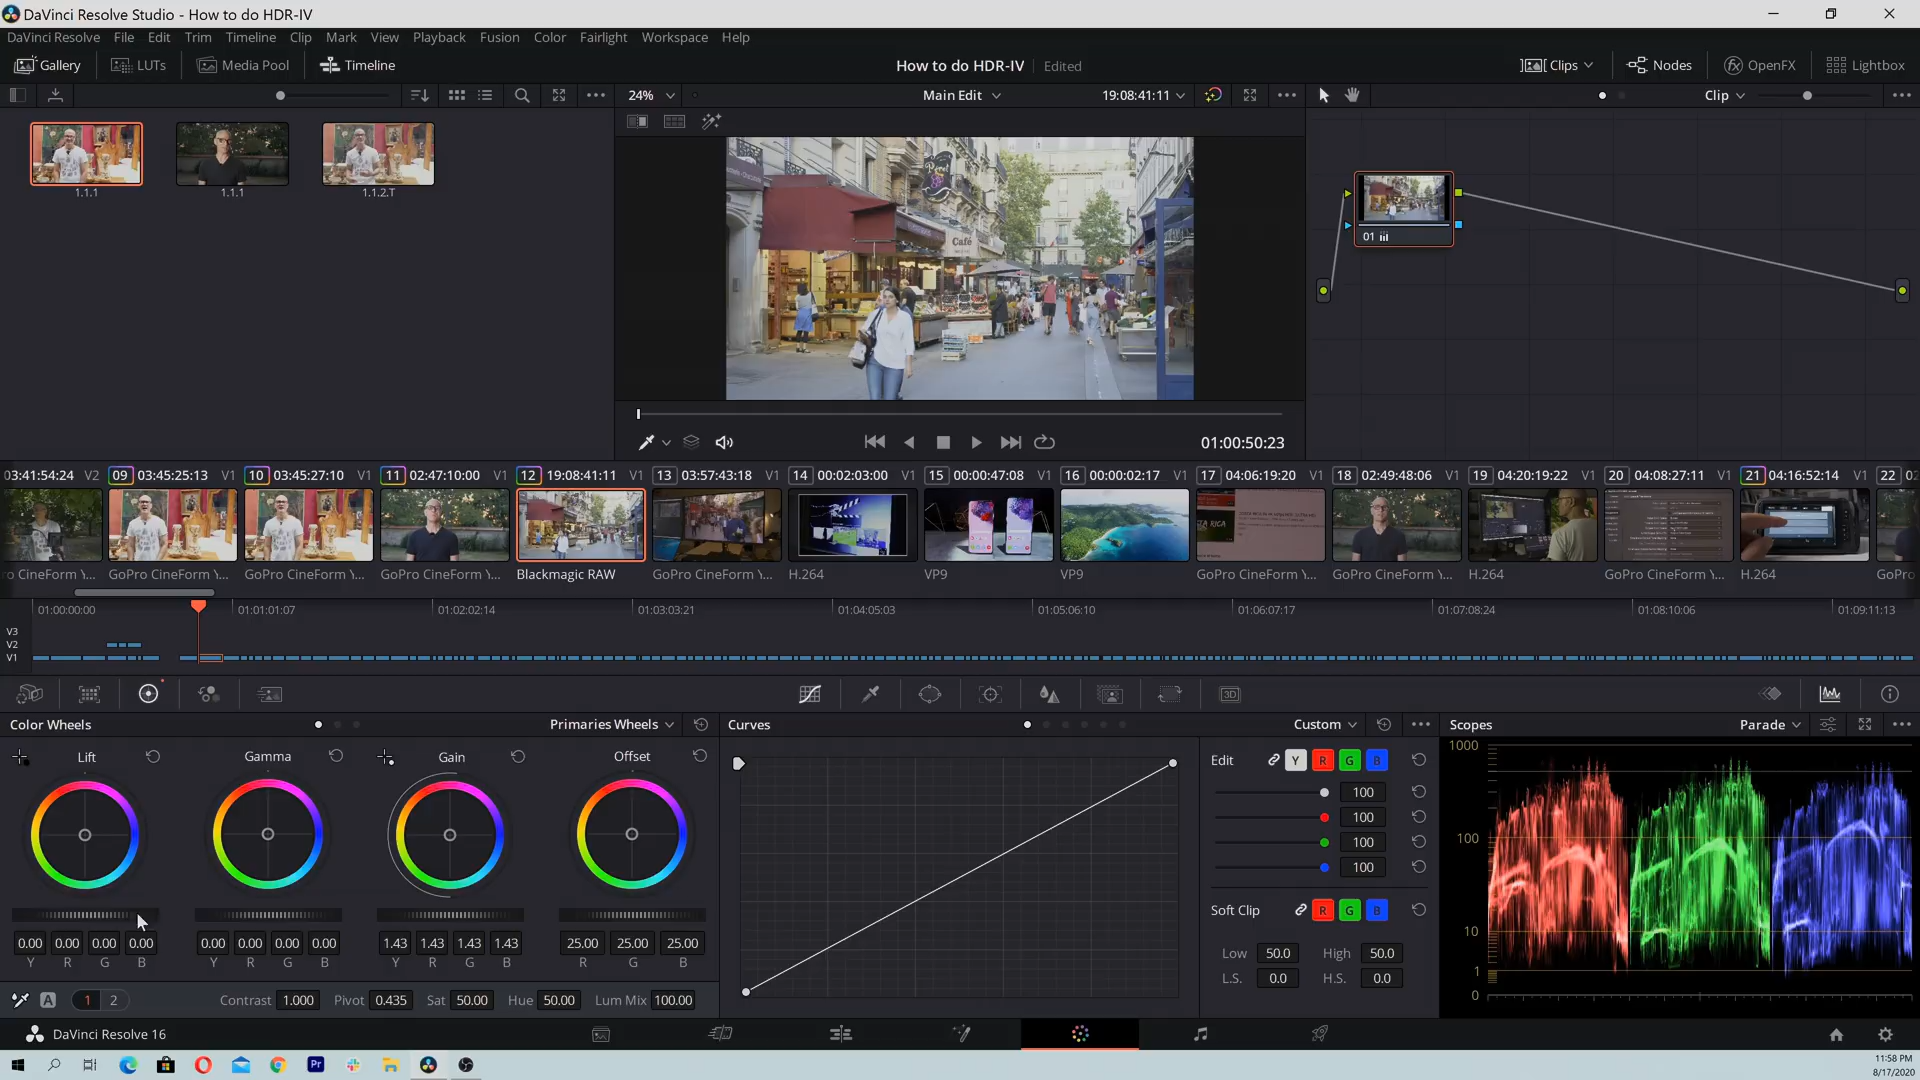 DaVinci Resolve Studio - How to do HDR-IV
DaVinci Resolve File Edit Trim Timeline Clip Mark View Playback Fusion Color Fairlight Workspace Help
Gallery LUTs Media Pool Timeline How to do HDR-IV Edited Clips Nodes fx OpenFX Lightbox
24% Main Edit 19:08:41:11 Clip
1.1.1 1.1.1 1.1.2.T
Café
01
01:00:50:23
03:41:54:24 V2 09 03:45:25:13 V1 10 03:45:27:10 V1 11 02:47:10:00 V1 12 19:08:41:11 V1 13 03:57:43:18 V1 14 00:02:03:00 V1 15 00:00:47:08 V1 16 00:00:02:17 V1 17 04:06:19:20 V1 18 02:49:48:06 V1 19 04:20:19:22 V1 20 04:08:27:11 V1 21 04:16:52:14 V1 22 02
ro CineForm Y... GoPro CineForm Y... GoPro CineForm Y... GoPro CineForm Y... Blackmagic RAW GoPro CineForm Y... H.264 VP9 VP9 GoPro CineForm Y... GoPro CineForm Y... H.264 GoPro CineForm Y... H.264 GoPro
01:00:00:00 01:01:01:07 01:02:02:14 01:03:03:21 01:04:05:03 01:05:06:10 01:06:07:17 01:07:08:24 01:08:10:06 01:09:11:13
V3
V2
V1
3D
Color Wheels Primaries Wheels Curves Custom Scopes Parade
Lift Gamma Gain Offset
Edit Y R G B
100
100
100
100
Soft Clip R G B
Low 50.0 High 50.0
L.S. 0.0 H.S. 0.0
1000
100
10
1
0
0.00 0.00 0.00 0.00 0.00 0.00 0.00 0.00 1.43 1.43 1.43 1.43 25.00 25.00 25.00
Y R G B Y R G B Y R G B R G B
A 1 2 Contrast 1.000 Pivot 0.435 Sat 50.00 Hue 50.00 Lum Mix 100.00
DaVinci Resolve 16
Pr
11:58 PM
8/17/2020